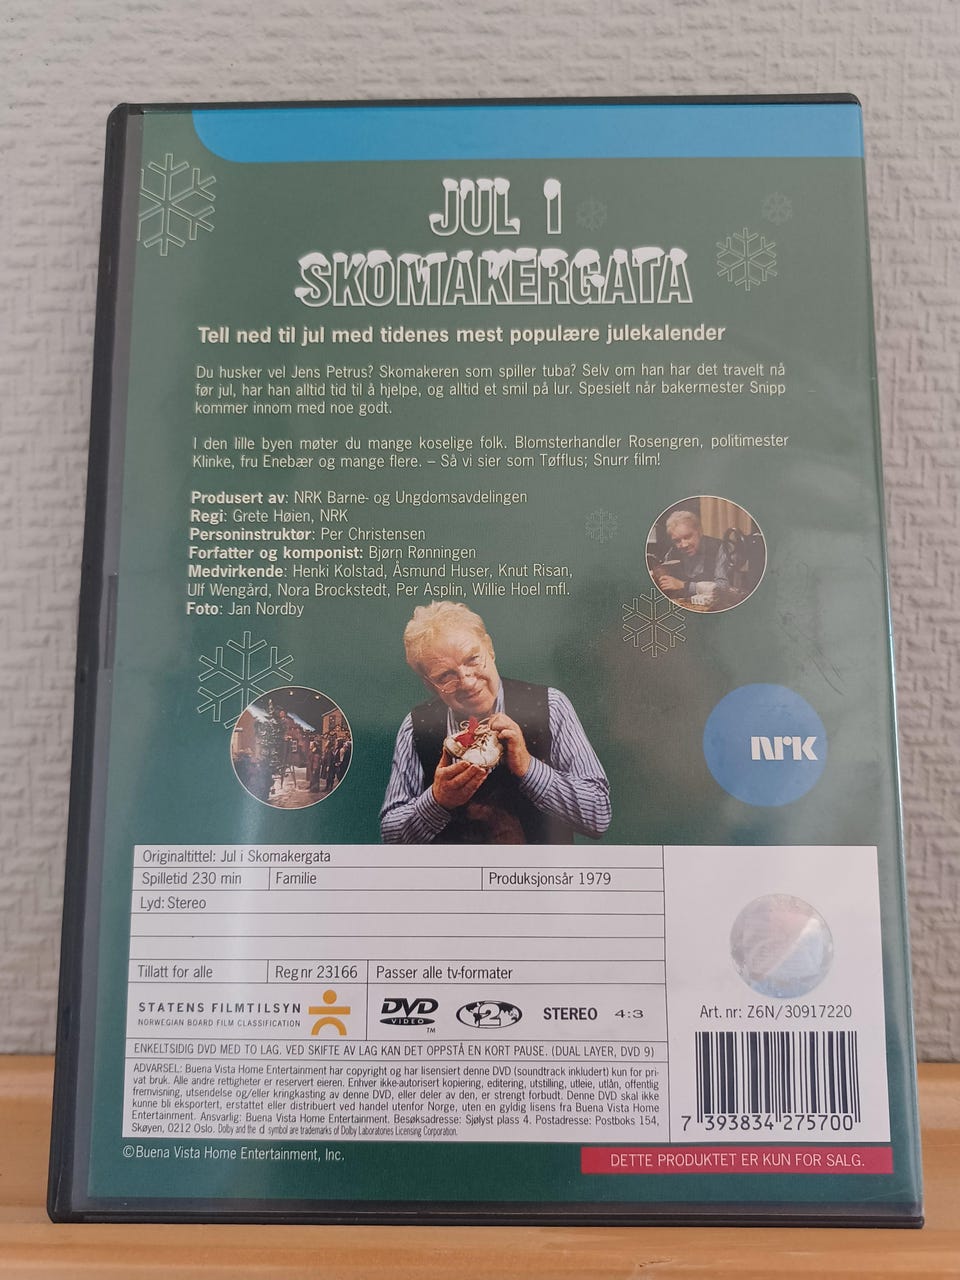 JUL I
SKOMAKERGATA
Tell ned til jul med tidenes mest populære julekalender
Du husker vel Jens Petrus? Skomakeren som spiller tuba? Selv om han har det travelt nå
før jul, har han alltid tid til å hjelpe, og alltid et smil på lur. Spesielt når bakermester Snipp
kommer innom med noe godt.
I den lille byen møter du mange koselige folk. Blomsterhandler Rosengren, politimester
Klinke, fru Enebær og mange flere. – Så vi sier som Tøfflus; Snurr film!
Produsert av: NRK Barne- og Ungdomsavdelingen
Regi: Grete Høien, NRK
Personinstruktør: Per Christensen
Forfatter og komponist: Bjørn Rønningen
Medvirkende: Henki Kolstad, Åsmund Huser, Knut Risan,
Ulf Wengård, Nora Brockstedt, Per Asplin, Willie Hoel mfl.
Foto: Jan Nordby
NRK
Originaltittel: Jul i Skomakergata
Spilletid 230 min Familie Produksjonsår 1979
Lyd: Stereo
Tillatt for alle Reg nr 23166 Passer alle tv-formater
STATENS FILMTILSYN
NORWEGIAN BOARD FILM CLASSIFICATION
DVD VIDEO TM 2 STEREO 4:3
Art. nr: Z6N/30917220
ENKELTSIDIG DVD MED TO LAG. VED SKIFTE AV LAG KAN DET OPPSTÅ EN KORT PAUSE. (DUAL LAYER, DVD 9)
ADVARSEL: Buena Vista Home Entertainment har copyright og har lisensiert denne DVD (soundtrack inkludert) kun for pri-
vat bruk. Alle andre rettigheter er reservert eieren. Enhver ikke-autorisert kopiering, editering, utstilling, utleie, utlån, offentlig
fremvisning, utsendelse og/eller kringkasting av denne DVD, eller deler av den, er strengt forbudt. Denne DVD skal ikke
kunne bli eksportert, erstattet eller distribuert ved handel utenfor Norge, uten en gyldig lisens fra Buena Vista Home
Entertainment. Ansvarlig: Buena Vista Home Entertainment. Besøksadresse: Sjølyst plass 4. Postadresse: Postboks 154,
Skøyen, 0212 Oslo. Dolby and the d symbol are trademarks of Dolby Laboratories Licensing Corporation.
7 393834 275700
©Buena Vista Home Entertainment, Inc.
DETTE PRODUKTET ER KUN FOR SALG.